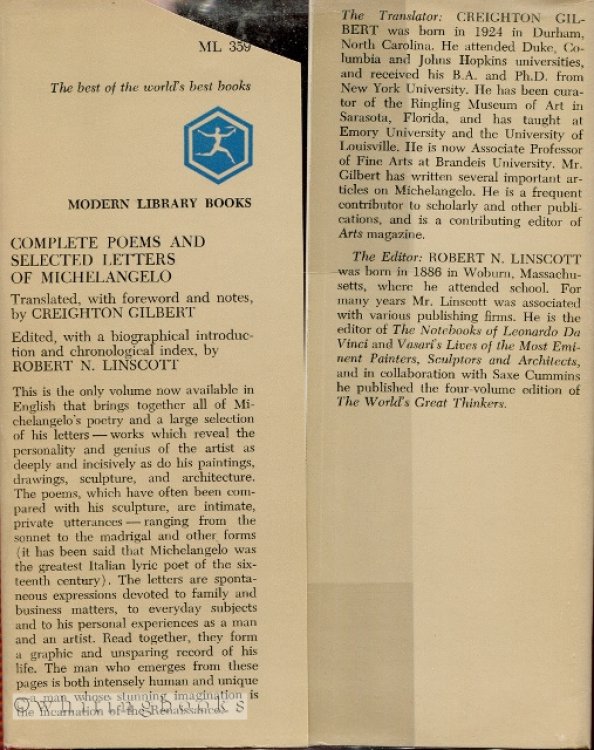 ML 359
The best of the world's best books
MODERN LIBRARY BOOKS
COMPLETE POEMS AND
SELECTED LETTERS
OF MICHELANGELO
Translated, with foreword and notes,
by CREIGHTON GILBERT
Edited, with a biographical introduc-
tion and chronological index, by
ROBERT N. LINSCOTT
This is the only volume now available in
English that brings together all of Mi-
chelangelo's poetry and a large selection
of his letters — works which reveal the
personality and genius of the artist as
deeply and incisively as do his paintings,
drawings, sculpture, and architecture.
The poems, which have often been com-
pared with his sculpture, are intimate,
private utterances — ranging from the
sonnet to the madrigal and other forms
(it has been said that Michelangelo was
the greatest Italian lyric poet of the six-
teenth century). The letters are sponta-
neous expressions devoted to family and
business matters, to everyday subjects
and to his personal experiences as a man
and an artist. Read together, they form
a graphic and unsparing record of his
life. The man who emerges from these
pages is both intensely human and unique
— a man whose stunning imagination is
the incarnation of the Renaissance.
©Whitingbooks
The Translator: CREIGHTON GIL-
BERT was born in 1924 in Durham,
North Carolina. He attended Duke, Co-
lumbia and Johns Hopkins universities,
and received his B.A. and Ph.D. from
New York University. He has been cura-
tor of the Ringling Museum of Art in
Sarasota, Florida, and has taught at
Emory University and the University of
Louisville. He is now Associate Professor
of Fine Arts at Brandeis University. Mr.
Gilbert has written several important ar-
ticles on Michelangelo. He is a frequent
contributor to scholarly and other publi-
cations, and is a contributing editor of
Arts magazine.
The Editor: ROBERT N. LINSCOTT
was born in 1886 in Woburn, Massachu-
setts, where he attended school. For
many years Mr. Linscott was associated
with various publishing firms. He is the
editor of The Notebooks of Leonardo Da
Vinci and Vasari's Lives of the Most Emi-
nent Painters, Sculptors and Architects,
and in collaboration with Saxe Cummins
he published the four-volume edition of
The World's Great Thinkers.